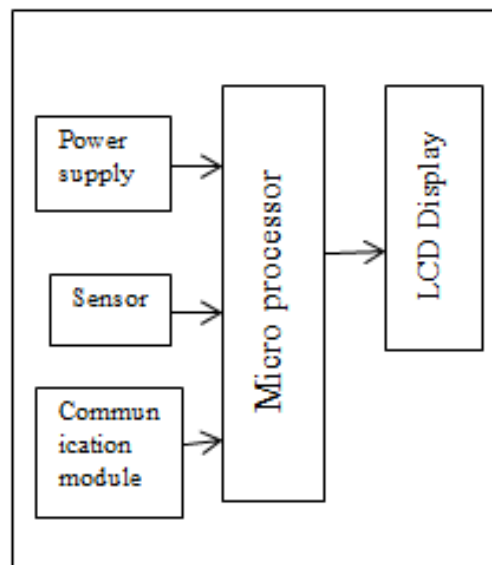 Power
supply
Sensor
Commun
ication
module
Micro processor
LCD Display